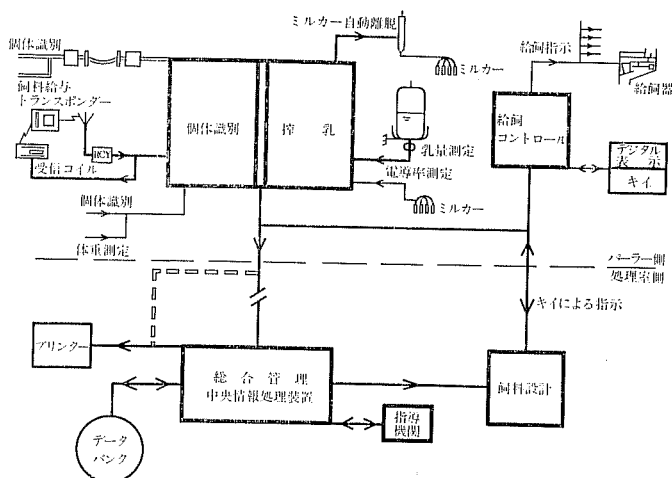 ミルカー自動離脱
ミルカー
個体識別
飼料給与
トランスポンダー
RCV
受信コイル
個体識別
体重測定
個体識別
搾乳
乳量測定
電導率測定
ミルカー
給飼指示
給飼器
給飼
コントロール
デジタル
表示
キイ
パーラー側
処理室側
キイによる指示
プリンター
総合管理
中央情報処理装置
飼料設計
データ
バンク
指導
機関